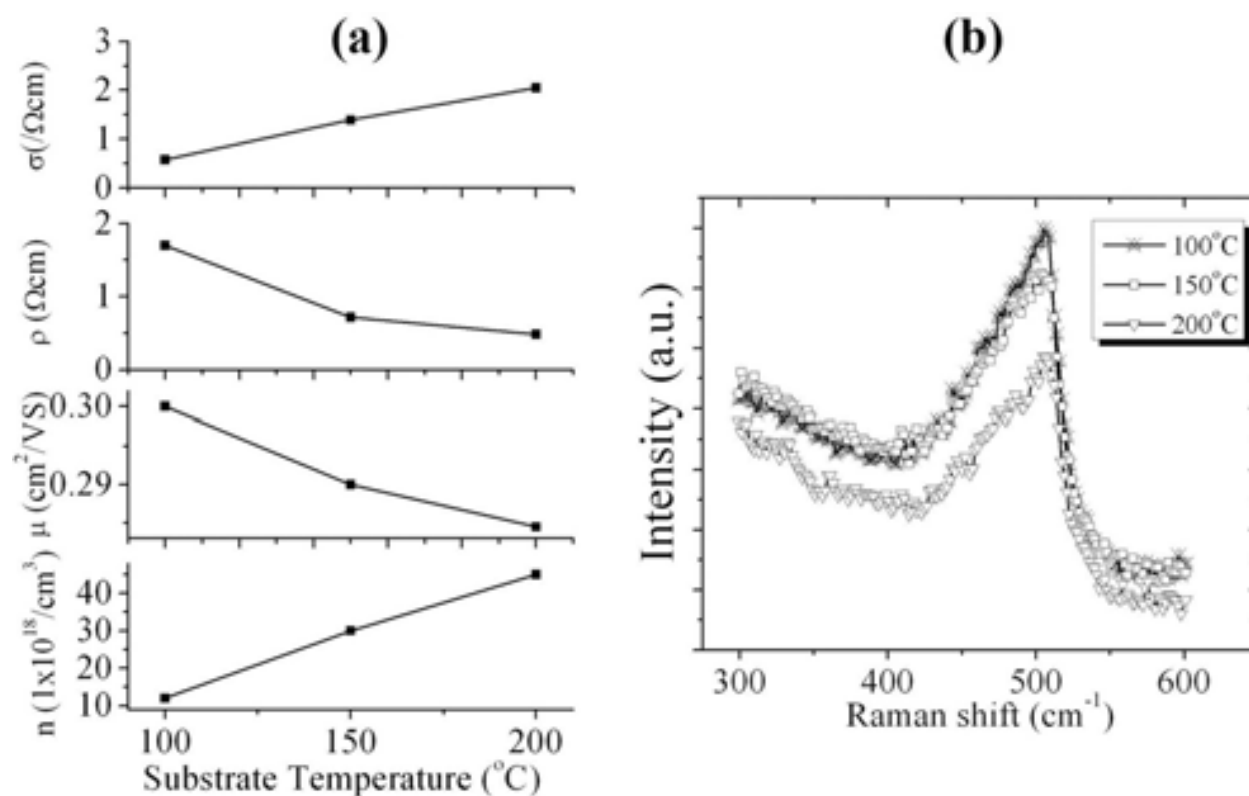 (a)
σ(/Ωcm)
3
2
1
0
ρ (Ωcm)
2
1
0
μ (cm²/VS)
0.30
0.29
n (1x10¹⁸/cm³)
40
30
20
10
100 150 200
Substrate Temperature (°C)
(b)
Intensity (a.u.)
100°C
150°C
200°C
300 400 500 600
Raman shift (cm⁻¹)